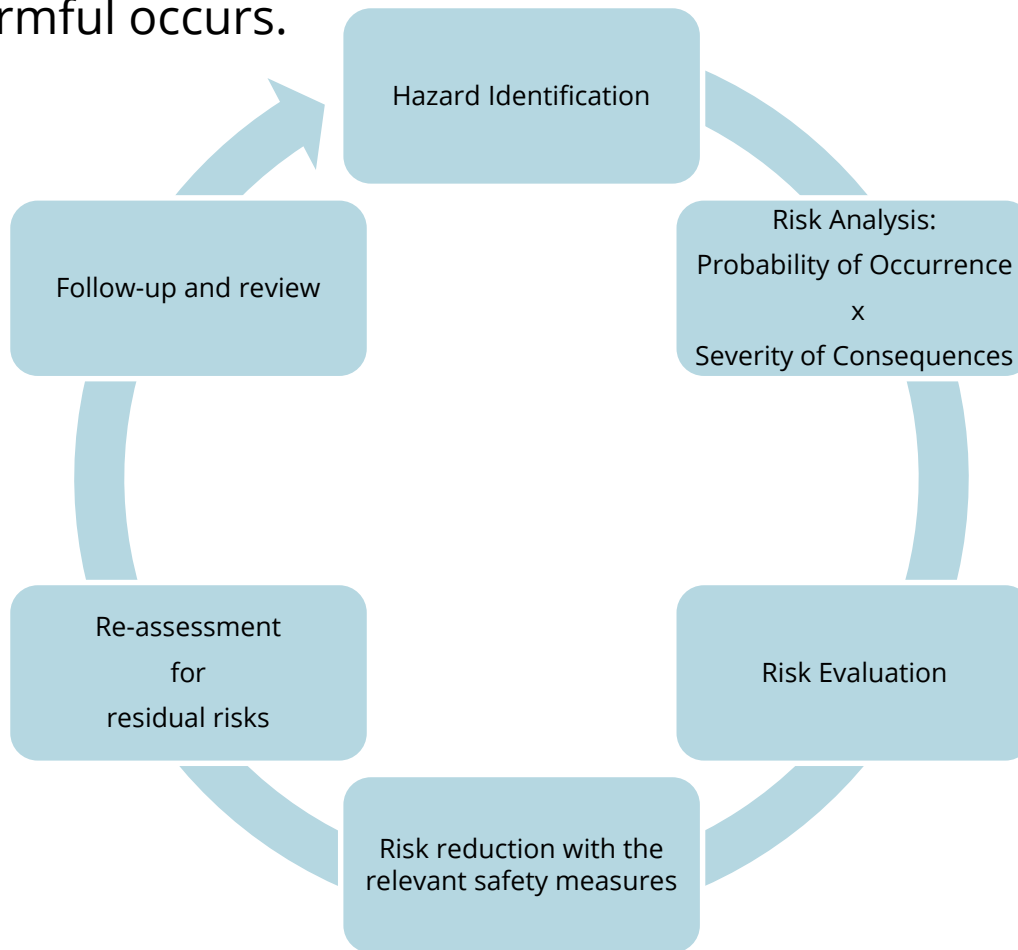 occurs.
Hazard Identification
Risk Analysis:
Probability of Occurrence
x
Severity of Consequences
Risk Evaluation
Risk reduction with the
relevant safety measures
Re-assessment
for
residual risks
Follow-up and review